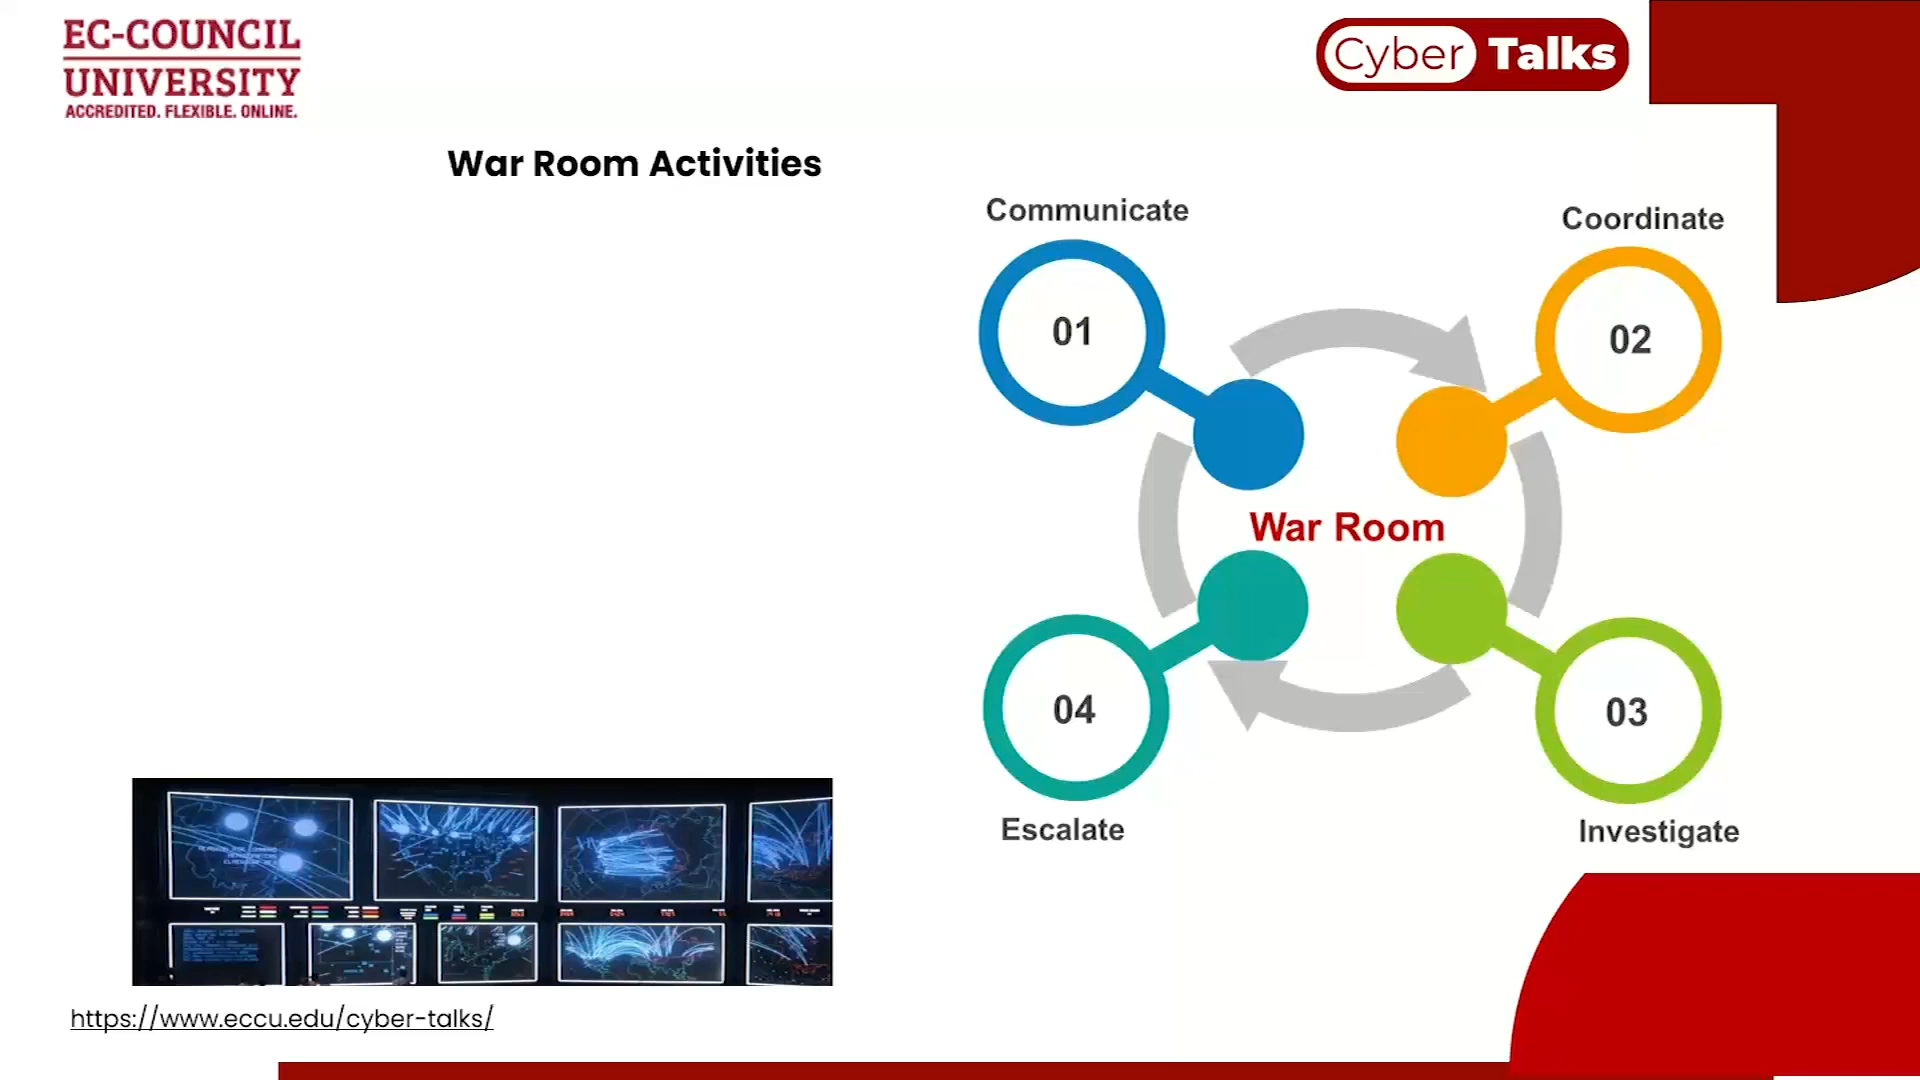 EC-COUNCIL
UNIVERSITY
ACCREDITED. FLEXIBLE. ONLINE.
Cyber Talks
War Room Activities
Communicate
Coordinate
01
02
War Room
04
03
Escalate
Investigate
https://www.eccu.edu/cyber-talks/